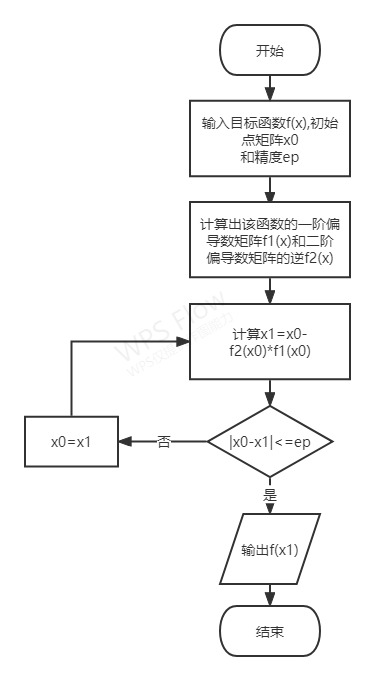 开始
输入目标函数f(x),初始
点矩阵x0
和精度ep
计算出该函数的一阶偏
导数矩阵f1(x)和二阶
偏导数矩阵的逆f2(x)
WPS Flow
计算x1=x0-
f2(x0)*f1(x0)
x0=x1
否
|x0-x1|<=ep
是
输出f(x1)
结束